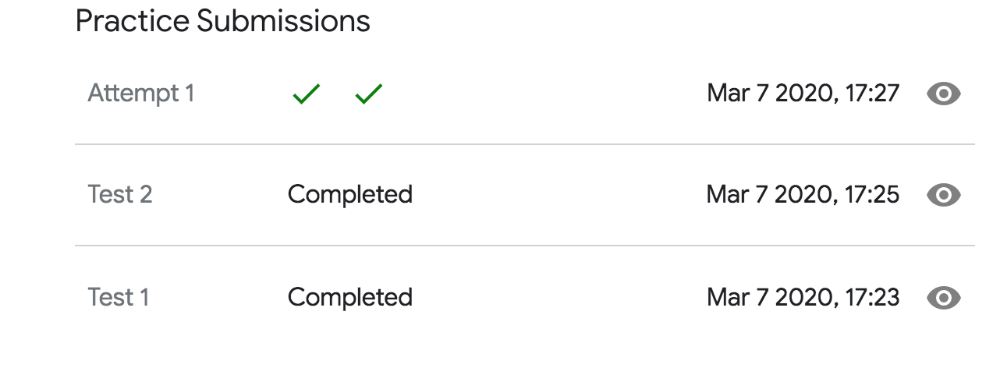 Practice Submissions
Attempt 1 Mar 7 2020, 17:27
Test 2 Completed Mar 7 2020, 17:25
Test 1 Completed Mar 7 2020, 17:23